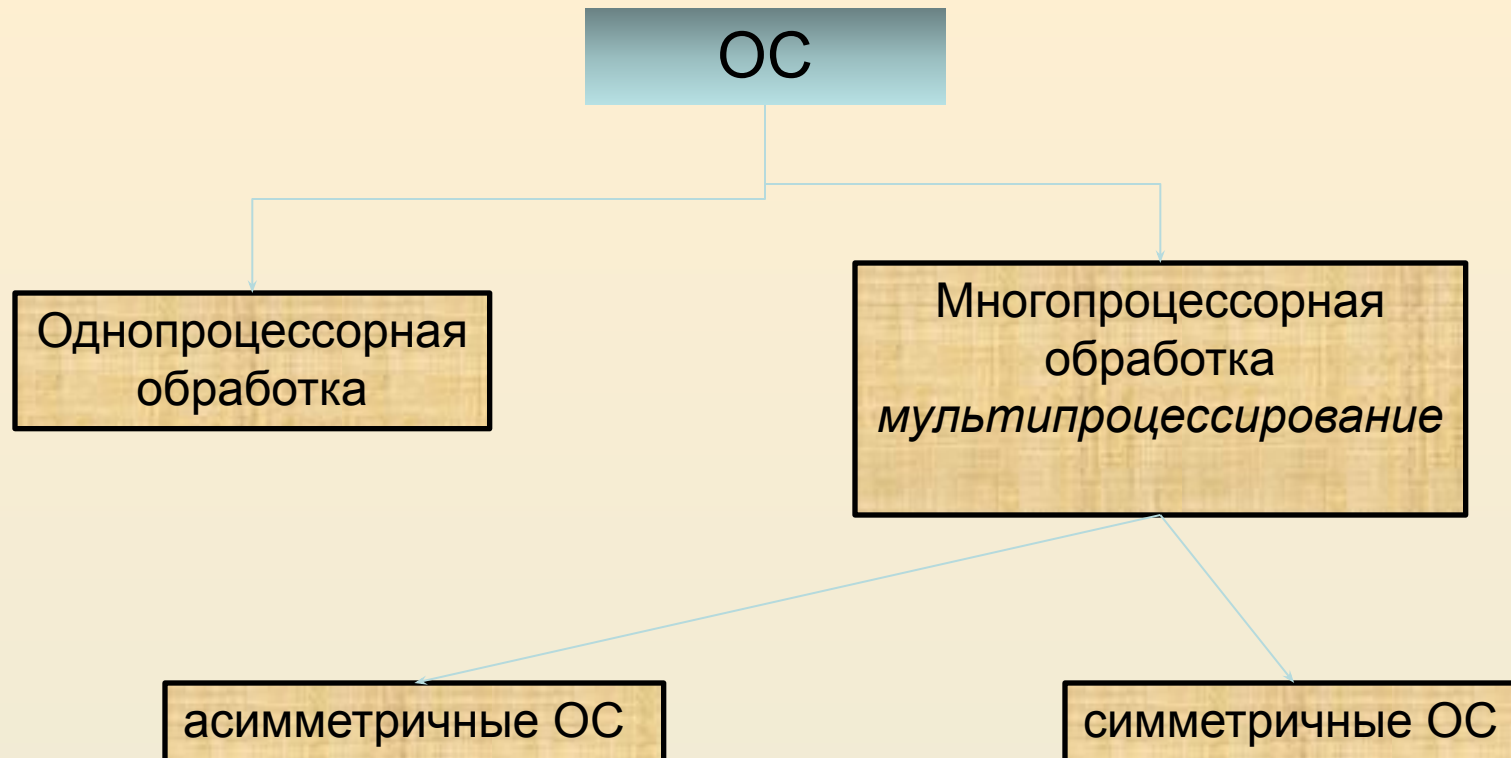 ОС
Однопроцессорная
обработка
Многопроцессорная
обработка
мультипроцессирование
асимметричные ОС
симметричные ОС